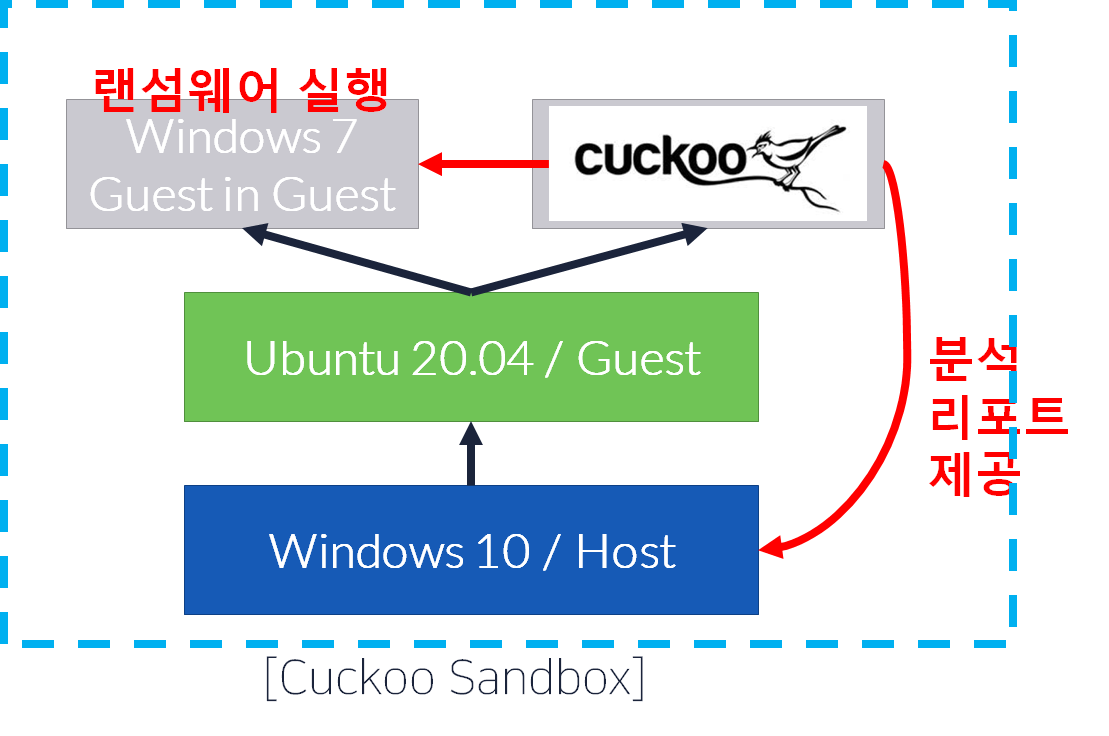 랜섬웨어 실행
Windows 7
Guest in Guest
cuckoo
Ubuntu 20.04 / Guest
분석
리포트
제공
Windows 10 / Host
[Cuckoo Sandbox]